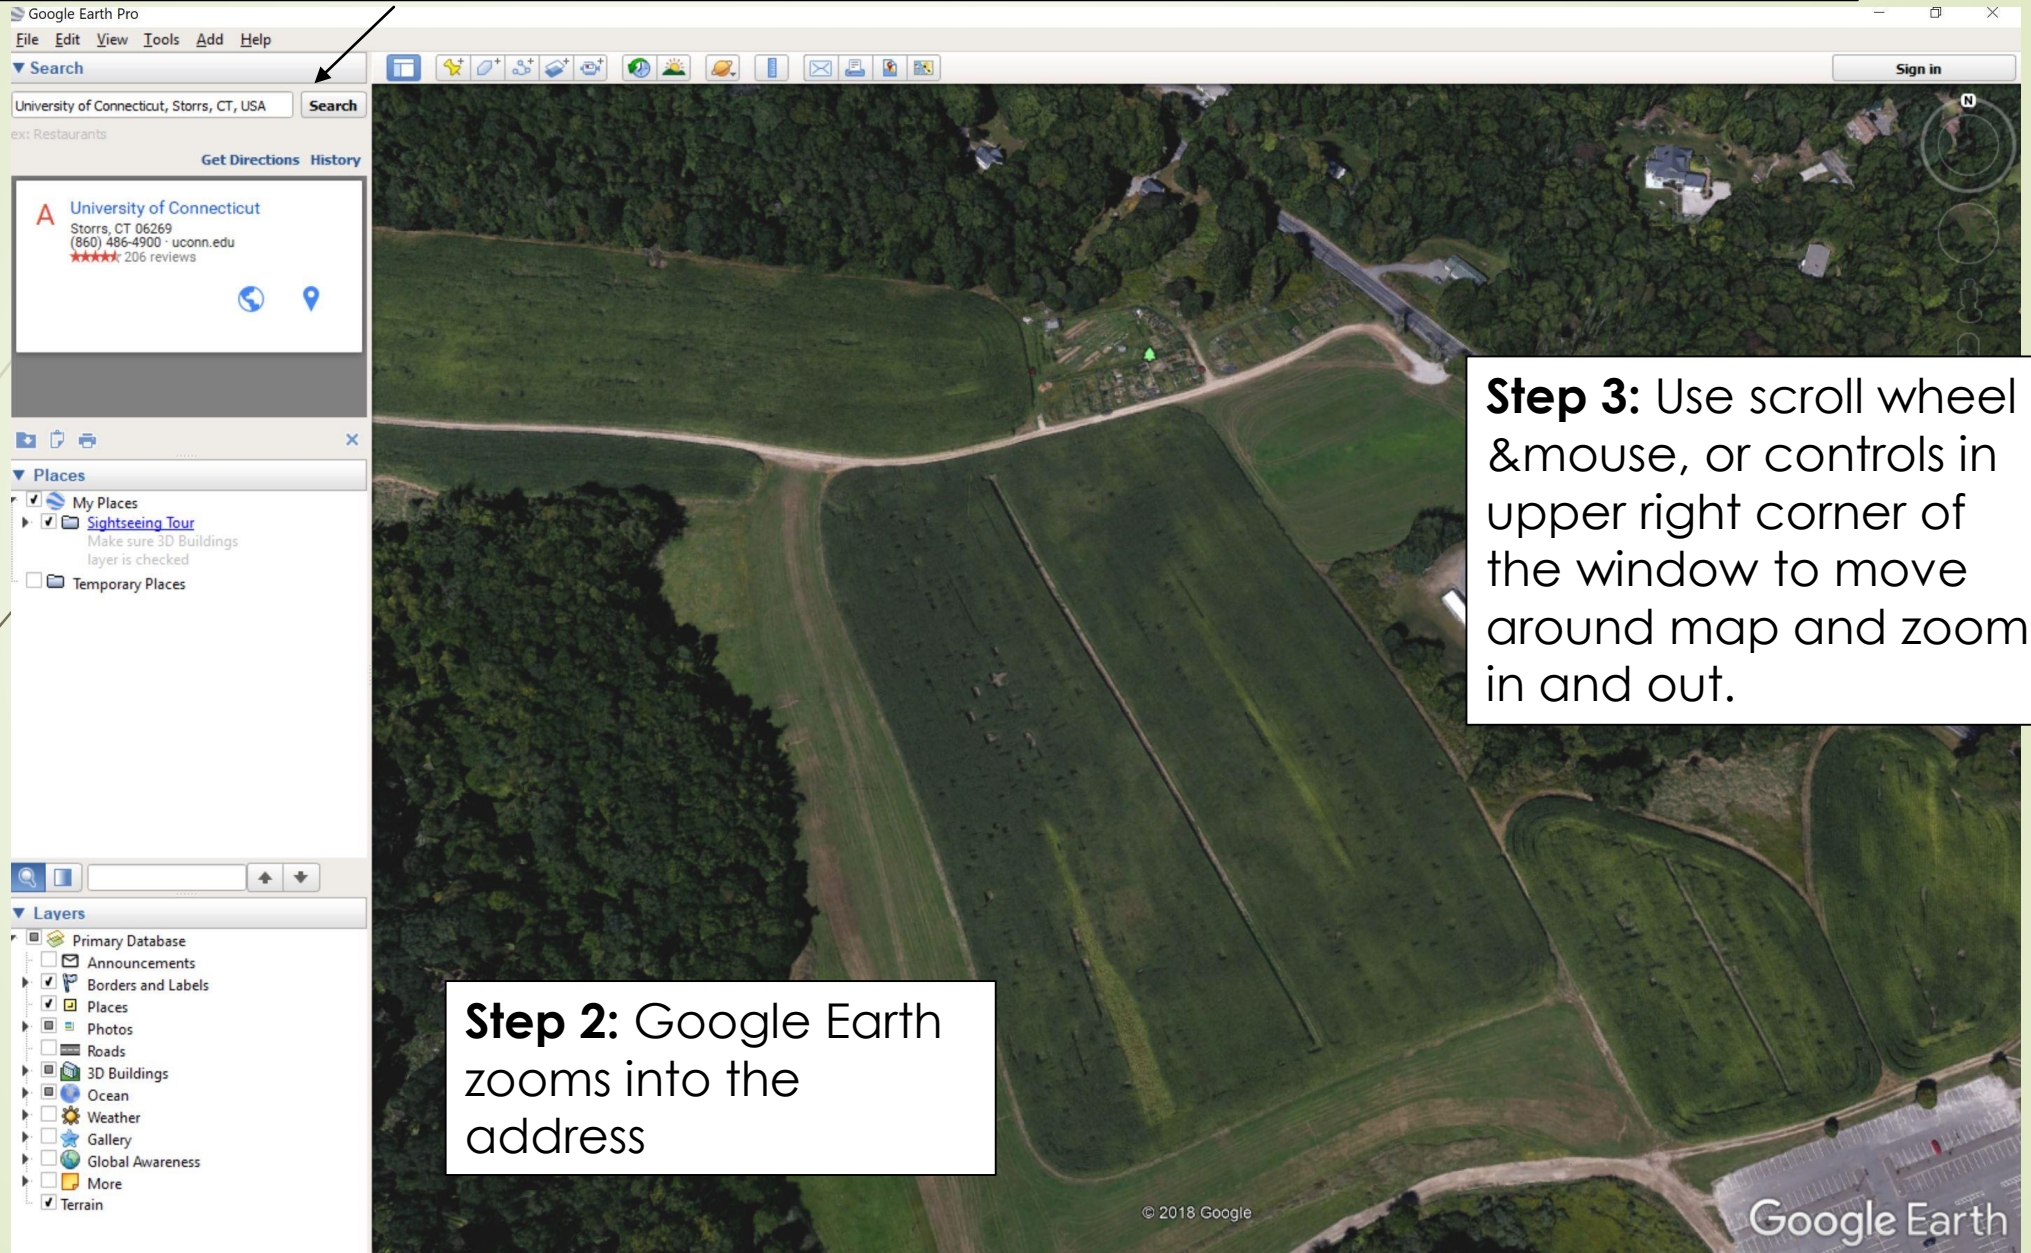 Google Earth Pro
File Edit View Tools Add Help
Search
Sign in
University of Connecticut, Storrs, CT, USA Search
ex: Restaurants
Get Directions History
A University of Connecticut
Storrs, CT 06269
(860) 486-4900 · uconn.edu
206 reviews
Places
My Places
Sightseeing Tour
Make sure 3D Buildings
layer is checked
Temporary Places
Layers
Primary Database
Announcements
Borders and Labels
Places
Photos
Roads
3D Buildings
Ocean
Weather
Gallery
Global Awareness
More
Terrain
N
Step 3: Use scroll wheel
&mouse, or controls in
upper right corner of
the window to move
around map and zoom
in and out.
Step 2: Google Earth
zooms into the
address
© 2018 Google
Google Earth